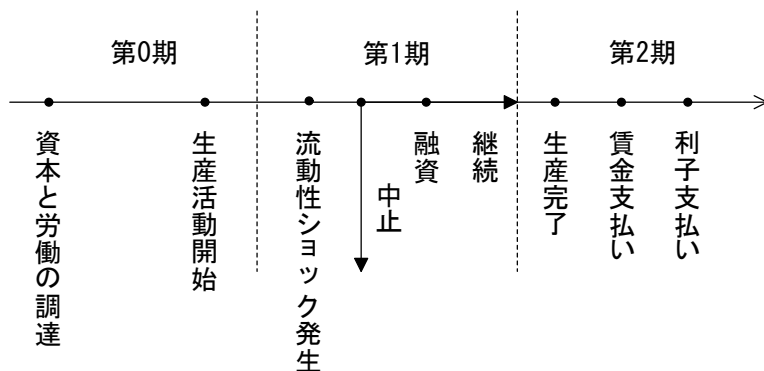 第0期
第1期
第2期
資本と労働の調達
生産活動開始
流動性ショック発生
中止
融資
継続
生産完了
賃金支払い
利子支払い